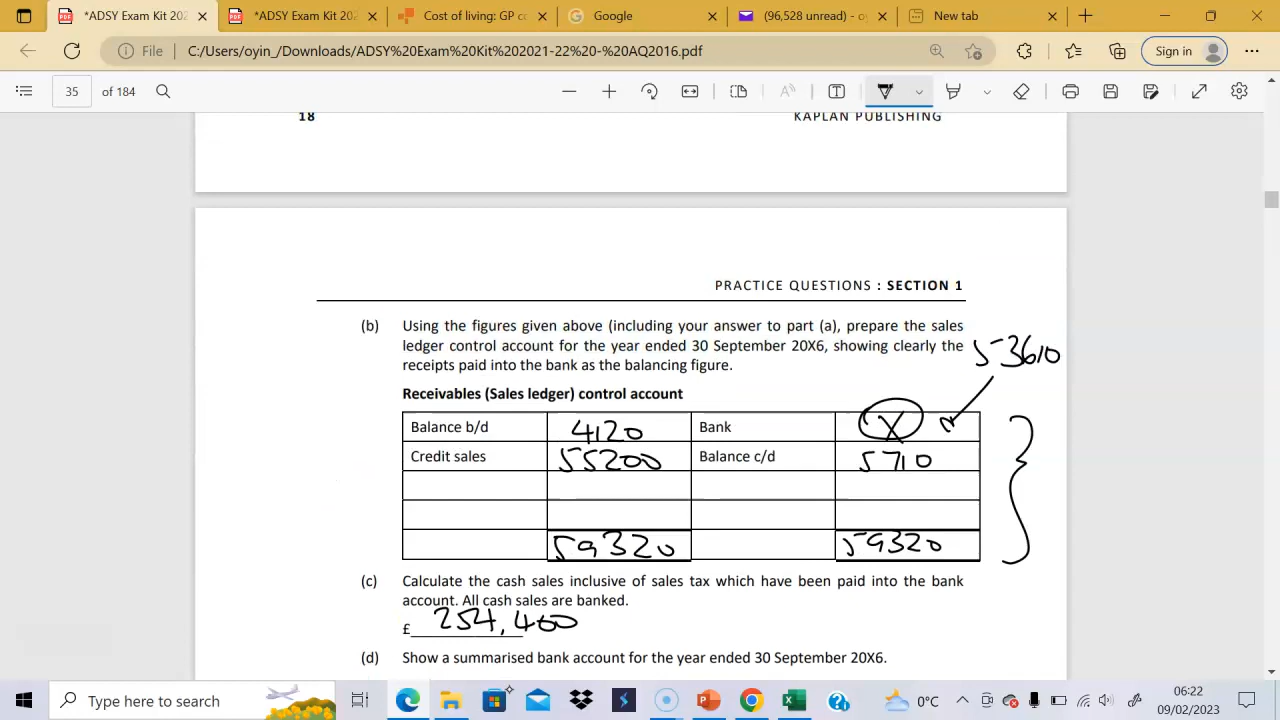 *ADSY Exam Kit 202
*ADSY Exam Kit 202
Cost of living: GP c
Google
(96,528 unread) - oy
New tab
File
C:/Users/oyin_/Downloads/ADSY%20Exam%20Kit%202021-22%20-%20AQ2016.pdf
Sign in
35 of 184
18 KAPLAN PUBLISHING
PRACTICE QUESTIONS : SECTION 1
(b) Using the figures given above (including your answer to part (a), prepare the sales
ledger control account for the year ended 30 September 20X6, showing clearly the
receipts paid into the bank as the balancing figure.
53610
Receivables (Sales ledger) control account
Balance b/d 4120 Bank X
Credit sales 55200 Balance c/d 5710
59320 59320
(c) Calculate the cash sales inclusive of sales tax which have been paid into the bank
account. All cash sales are banked.
£ 254,400
(d) Show a summarised bank account for the year ended 30 September 20X6.
Type here to search
0°C
06:22
09/02/2023